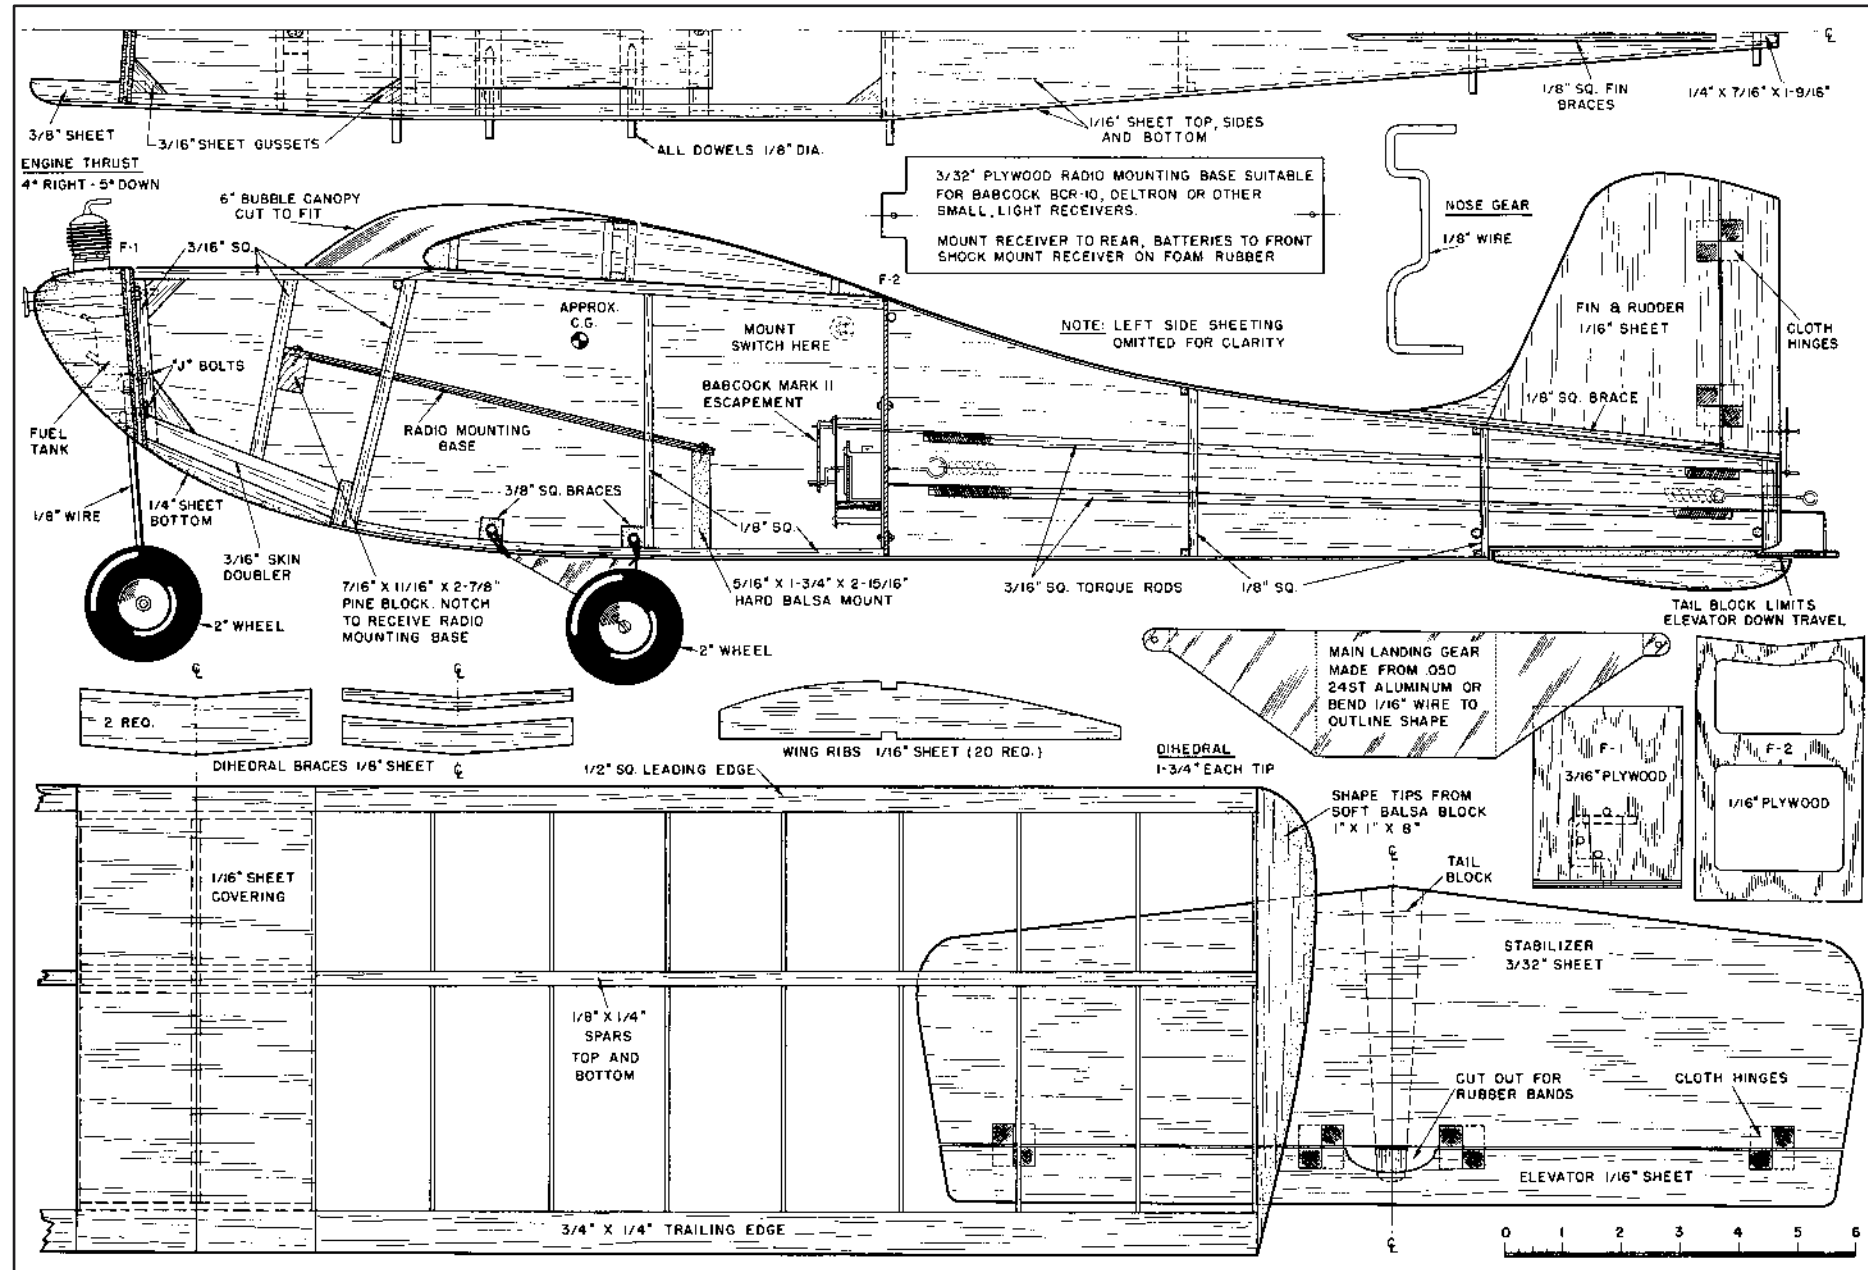 ℄
1/8" SQ. FIN
BRACES
1/4" X 7/16" X 1-9/16"
3/8" SHEET
3/16" SHEET GUSSETS
1/16" SHEET TOP, SIDES
AND BOTTOM
ALL DOWELS 1/8" DIA.
ENGINE THRUST
4° RIGHT - 5° DOWN
6" BUBBLE CANOPY
CUT TO FIT
3/32" PLYWOOD RADIO MOUNTING BASE SUITABLE
FOR BABCOCK BCR-10, DELTRON OR OTHER
SMALL, LIGHT RECEIVERS.
MOUNT RECEIVER TO REAR, BATTERIES TO FRONT
SHOCK MOUNT RECEIVER ON FOAM RUBBER
NOSE GEAR
1/8" WIRE
F-1
3/16" SQ.
F-2
APPROX.
C.G.
MOUNT
SWITCH HERE
NOTE: LEFT SIDE SHEETING
OMITTED FOR CLARITY
FIN & RUDDER
1/16" SHEET
CLOTH
HINGES
"J" BOLTS
BABCOCK MARK II
ESCAPEMENT
1/8" SQ. BRACE
FUEL
TANK
RADIO MOUNTING
BASE
1/8" WIRE
1/4" SHEET
BOTTOM
3/8" SQ. BRACES
1/8" SQ.
3/16" SKIN
DOUBLER
7/16" X 11/16" X 2-7/8"
PINE BLOCK. NOTCH
TO RECEIVE RADIO
MOUNTING BASE
5/16" X 1-3/4" X 2-15/16"
HARD BALSA MOUNT
3/16" SQ. TORQUE RODS
1/8" SQ.
TAIL BLOCK LIMITS
ELEVATOR DOWN TRAVEL
2" WHEEL
2" WHEEL
℄
℄
2 REQ.
DIHEDRAL BRACES 1/8" SHEET
℄
WING RIBS 1/16" SHEET (20 REQ.)
MAIN LANDING GEAR
MADE FROM .050
24ST ALUMINUM OR
BEND 1/16" WIRE TO
OUTLINE SHAPE
DIHEDRAL
1-3/4" EACH TIP
F-1
3/16" PLYWOOD
F-2
1/16" PLYWOOD
1/2" SQ. LEADING EDGE
SHAPE TIPS FROM
SOFT BALSA BLOCK
1" X 1" X 8"
℄
TAIL
BLOCK
1/16" SHEET
COVERING
STABILIZER
3/32" SHEET
1/8" X 1/4"
SPARS
TOP AND
BOTTOM
CUT OUT FOR
RUBBER BANDS
CLOTH HINGES
ELEVATOR 1/16" SHEET
3/4" X 1/4" TRAILING EDGE
℄
0 1 2 3 4 5 6